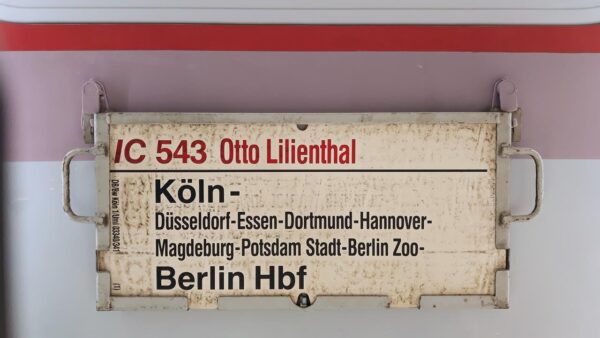 IC 543 Otto Lilienthal
Köln-
Düsseldorf-Essen-Dortmund-Hannover-
Magdeburg-Potsdam Stadt-Berlin Zoo-
Berlin Hbf